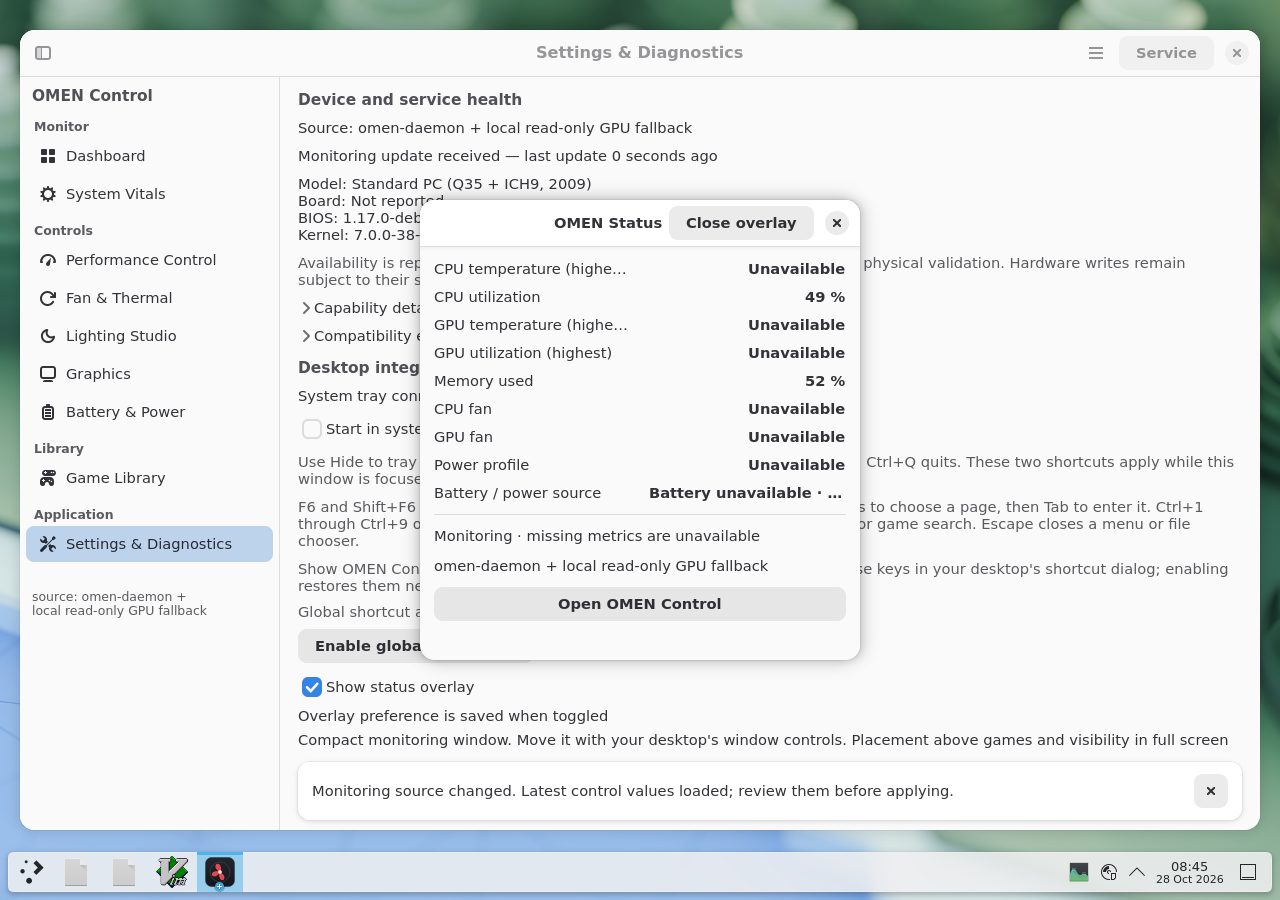 Settings & Diagnostics
Service
OMEN Control
Monitor
Dashboard
System Vitals
Controls
Performance Control
Fan & Thermal
Lighting Studio
Graphics
Battery & Power
Library
Game Library
Application
Settings & Diagnostics
source: omen-daemon +
local read-only GPU fallback
Device and service health
Source: omen-daemon + local read-only GPU fallback
Monitoring update received — last update 0 seconds ago
Model: Standard PC (Q35 + ICH9, 2009)
Board: Not reported
BIOS: 1.17.0-deb
Kernel: 7.0.0-38-
Availability is rep physical validation. Hardware writes remain
subject to their s
Capability deta
Compatibility e
Desktop integ
System tray con
Start in syste
Use Hide to tray Ctrl+Q quits. These two shortcuts apply while this
window is focuse
F6 and Shift+F6 s to choose a page, then Tab to enter it. Ctrl+1
through Ctrl+9 o or game search. Escape closes a menu or file
chooser.
Show OMEN Con se keys in your desktop's shortcut dialog; enabling
restores them ne
Global shortcut a
Enable globa
Show status overlay
Overlay preference is saved when toggled
Compact monitoring window. Move it with your desktop's window controls. Placement above games and visibility in full screen
Monitoring source changed. Latest control values loaded; review them before applying.
OMEN Status
Close overlay
CPU temperature (highe… Unavailable
CPU utilization 49 %
GPU temperature (highe… Unavailable
GPU utilization (highest) Unavailable
Memory used 52 %
CPU fan Unavailable
GPU fan Unavailable
Power profile Unavailable
Battery / power source Battery unavailable · …
Monitoring · missing metrics are unavailable
omen-daemon + local read-only GPU fallback
Open OMEN Control
08:45
28 Oct 2026